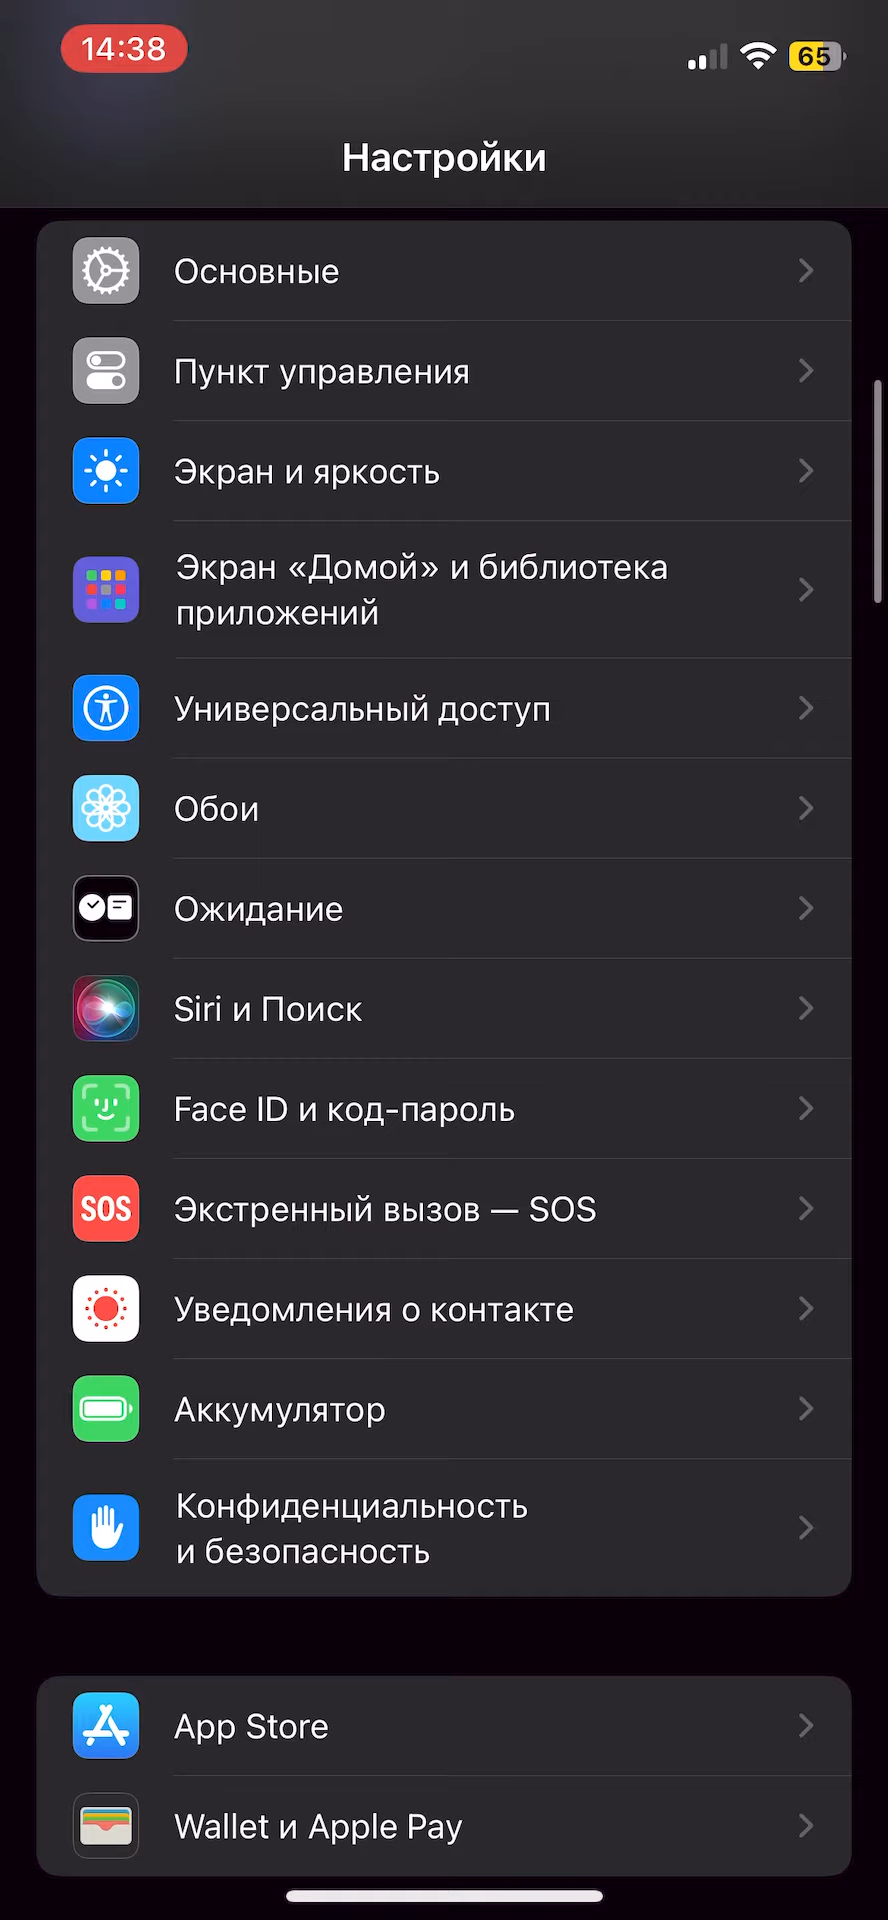 14:38
65
Настройки
Основные
Пункт управления
Экран и яркость
Экран «Домой» и библиотека
приложений
Универсальный доступ
Обои
Ожидание
Siri и Поиск
Face ID и код-пароль
SOS
Экстренный вызов — SOS
Уведомления о контакте
Аккумулятор
Конфиденциальность
и безопасность
App Store
Wallet и Apple Pay